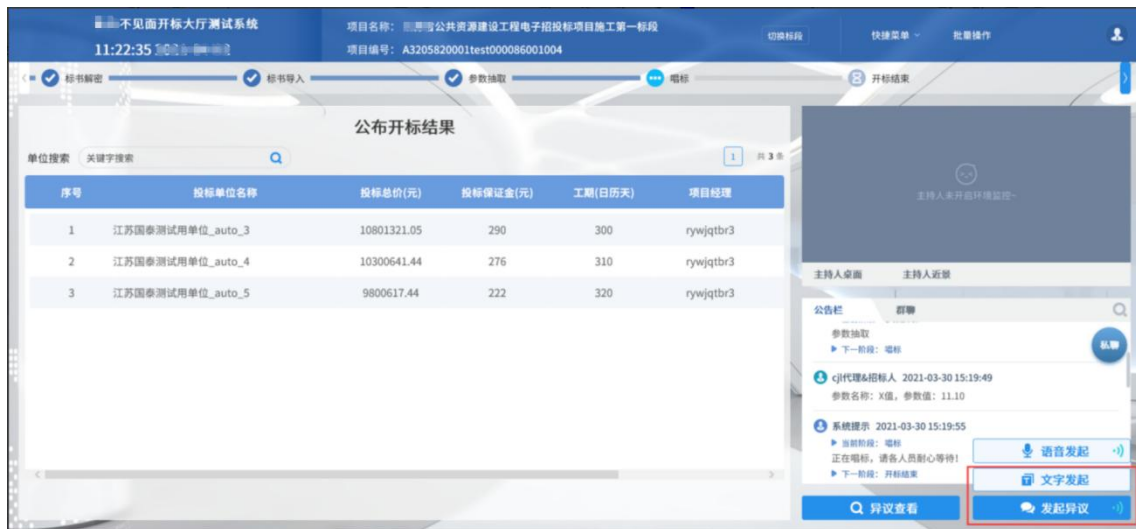 不见面开标大厅测试系统
11:22:35
项目名称：
公共资源建设工程电子招投标项目施工第一标段
项目编号： A3205820001test000086001004
切换标段
快捷菜单
批量操作
标书解密
标书导入
参数抽取
唱标
开标结束
公布开标结果
单位搜索
关键字搜索
1
共 3 条
序号 投标单位名称 投标总价(元) 投标保证金(元) 工期(日历天) 项目经理
1 江苏国泰测试用单位_auto_3 10801321.05 290 300 rywjqtbr3
2 江苏国泰测试用单位_auto_4 10300641.44 276 310 rywjqtbr3
3 江苏国泰测试用单位_auto_5 9800617.44 222 320 rywjqtbr3
主持人未开启环境监控~
主持人桌面
主持人近景
公告栏
群聊
参数抽取
下一阶段： 唱标
私聊
cjl代理&招标人 2021-03-30 15:19:49
参数名称：X值，参数值：11.10
系统提示 2021-03-30 15:19:55
当前阶段： 唱标
正在唱标，请各人员耐心等待!
下一阶段： 开标结束
语音发起
文字发起
异议查看
发起异议